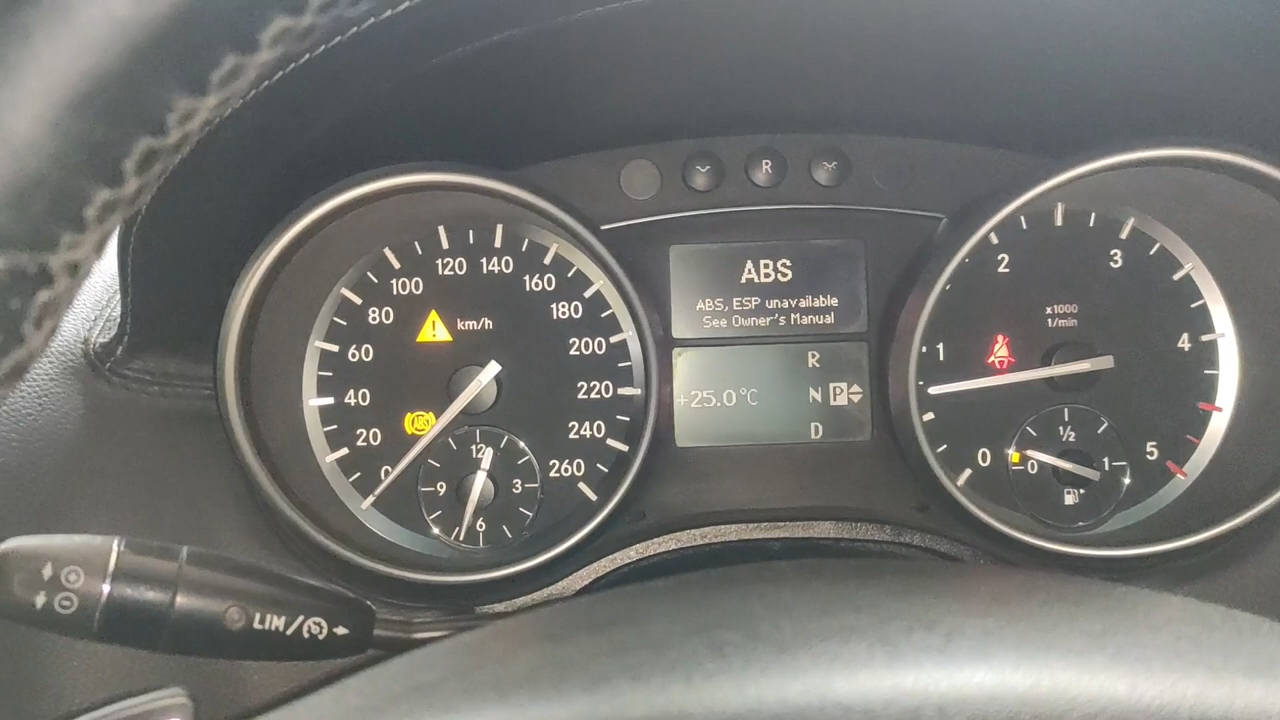 R
120 140
100
160
80
km/h
180
60
200
ABS
40
220
20
240
0
260
12
9
3
6
ABS
ABS, ESP unavailable
See Owner's Manual
R
+25.0°C
N P
D
2
3
x1000
1/min
1
4
0
5
1/2
0
1
LIM/